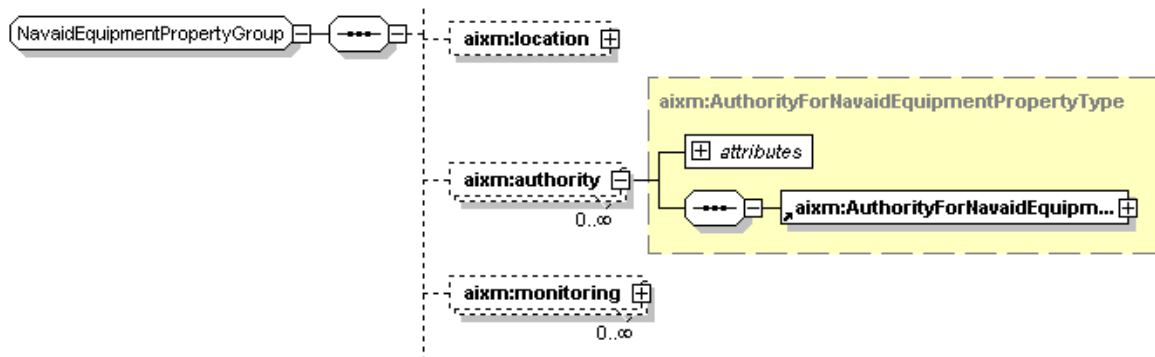 NavaidEquipmentPropertyGroup
aixm:location
aixm:AuthorityForNavaidEquipmentPropertyType
attributes
aixm:authority
aixm:AuthorityForNavaidEquipm...
0..∞
aixm:monitoring
0..∞